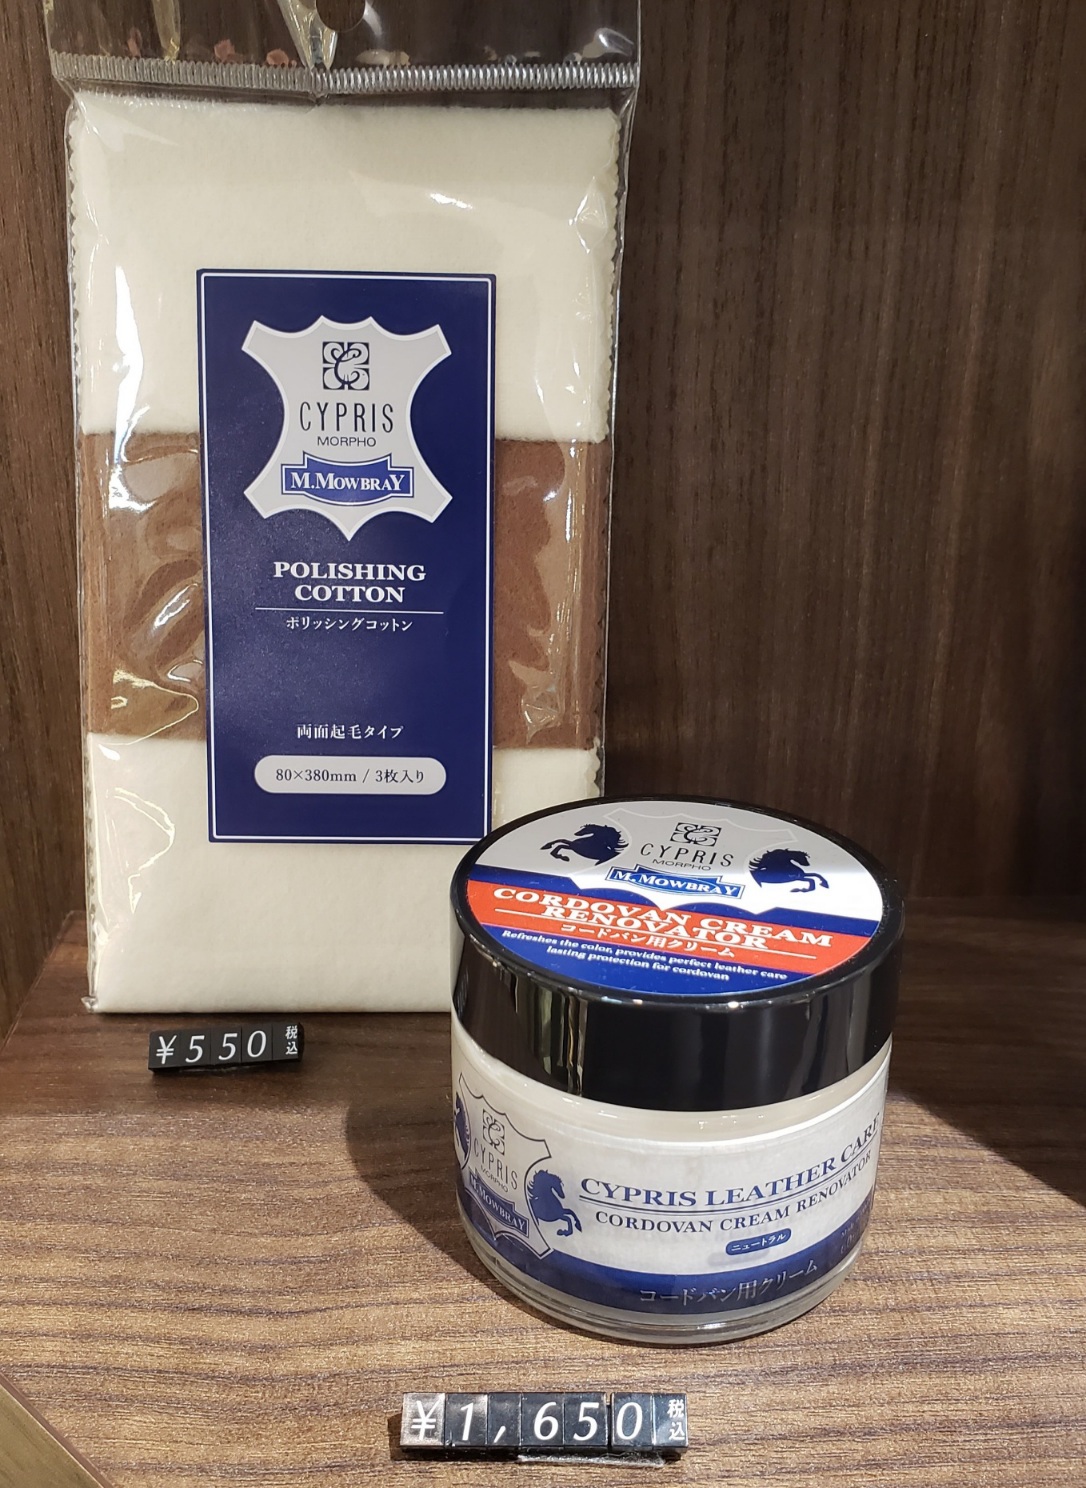 CYPRIS
MORPHO
M.MOWBRAY
POLISHING
COTTON
ポリッシングコットン
両面起毛タイプ
80×380mm / 3枚入り
¥550 税込
CYPRIS
MORPHO
M.MOWBRAY
CORDOVAN CREAM
RENOVATOR
コードバン用クリーム
Refreshes the color, provides perfect leather care
lasting protection for cordovan
CYPRIS
MORPHO
M.MOWBRAY
CYPRIS LEATHER CARE
CORDOVAN CREAM RENOVATOR
ニュートラル
コードバン用クリーム
¥1,650 税込